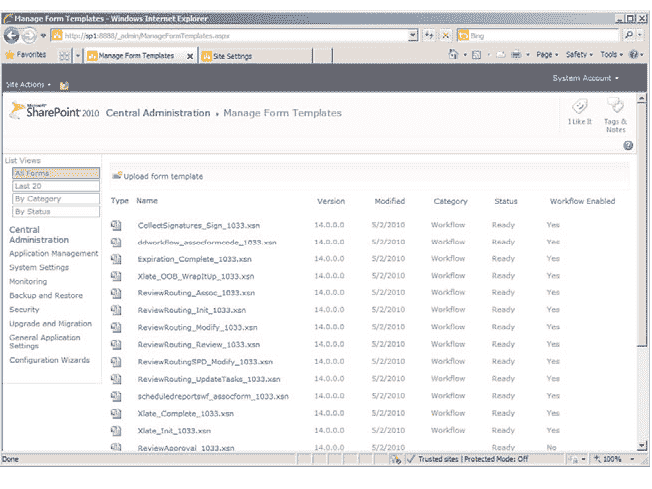 Manage Form Templates - Windows Internet Explorer
http://sp1:8888/_admin/ManageFormTemplates.aspx
Bing
Favorites
Manage Form Templates
Site Settings
Page
Safety
Tools
System Account
Site Actions
Microsoft
SharePoint 2010 Central Administration Manage Form Templates
I Like It Tags & Notes
List Views
All Forms
Last 20
By Category
By Status
Central Administration
Application Management
System Settings
Monitoring
Backup and Restore
Security
Upgrade and Migration
General Application Settings
Configuration Wizards
Upload form template
Type Name Version Modified Category Status Workflow Enabled
CollectSignatures_Sign_1033.xsn 14.0.0.0 5/2/2010 Workflow Ready Yes
ddworkflow_assocformcode_1033.xsn 14.0.0.0 5/2/2010 Workflow Ready Yes
Expiration_Complete_1033.xsn 14.0.0.0 5/2/2010 Workflow Ready Yes
Xlate_OOB_WrapItUp_1033.xsn 14.0.0.0 5/2/2010 Workflow Ready Yes
ReviewRouting_Assoc_1033.xsn 14.0.0.0 5/2/2010 Workflow Ready Yes
ReviewRouting_Init_1033.xsn 14.0.0.0 5/2/2010 Workflow Ready Yes
ReviewRouting_Modify_1033.xsn 14.0.0.0 5/2/2010 Workflow Ready Yes
ReviewRouting_Review_1033.xsn 14.0.0.0 5/2/2010 Workflow Ready Yes
ReviewRoutingSPD_Modify_1033.xsn 14.0.0.0 5/2/2010 Workflow Ready Yes
ReviewRouting_UpdateTasks_1033.xsn 14.0.0.0 5/2/2010 Workflow Ready Yes
scheduledreportswf_assocform_1033.xsn 14.0.0.0 5/2/2010 Workflow Ready Yes
Xlate_Complete_1033.xsn 14.0.0.0 5/2/2010 Workflow Ready Yes
Xlate_Init_1033.xsn 14.0.0.0 5/2/2010 Workflow Ready Yes
ReviewApproval_1033.xsn 14.0.0.0 5/2/2010 Ready No
Done
Trusted sites | Protected Mode: Off
100%